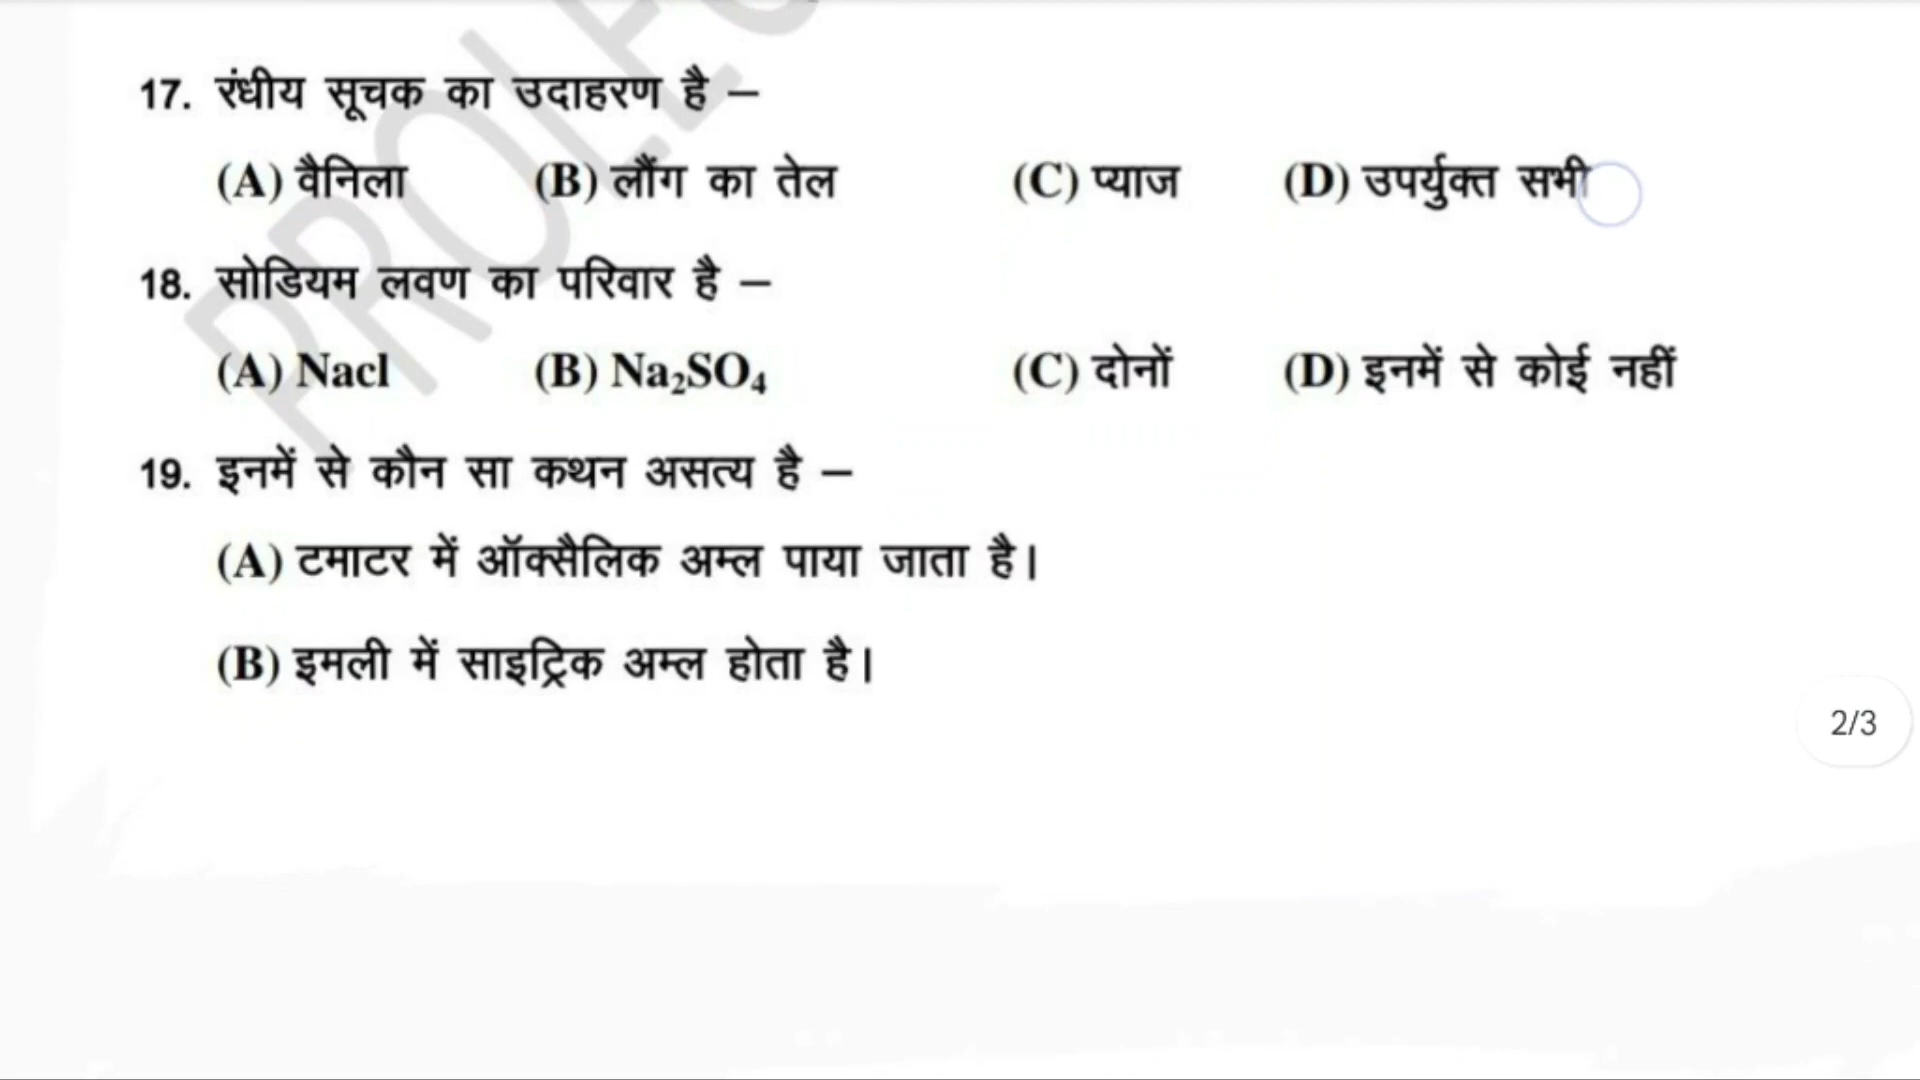 17. रंधीय सूचक का उदाहरण है –
(A) वैनिला (B) लौंग का तेल (C) प्याज (D) उपर्युक्त सभी
18. सोडियम लवण का परिवार है –
(A) Nacl (B) Na₂SO₄ (C) दोनों (D) इनमें से कोई नहीं
19. इनमें से कौन सा कथन असत्य है –
(A) टमाटर में ऑक्सैलिक अम्ल पाया जाता है।
(B) इमली में साइट्रिक अम्ल होता है।
2/3